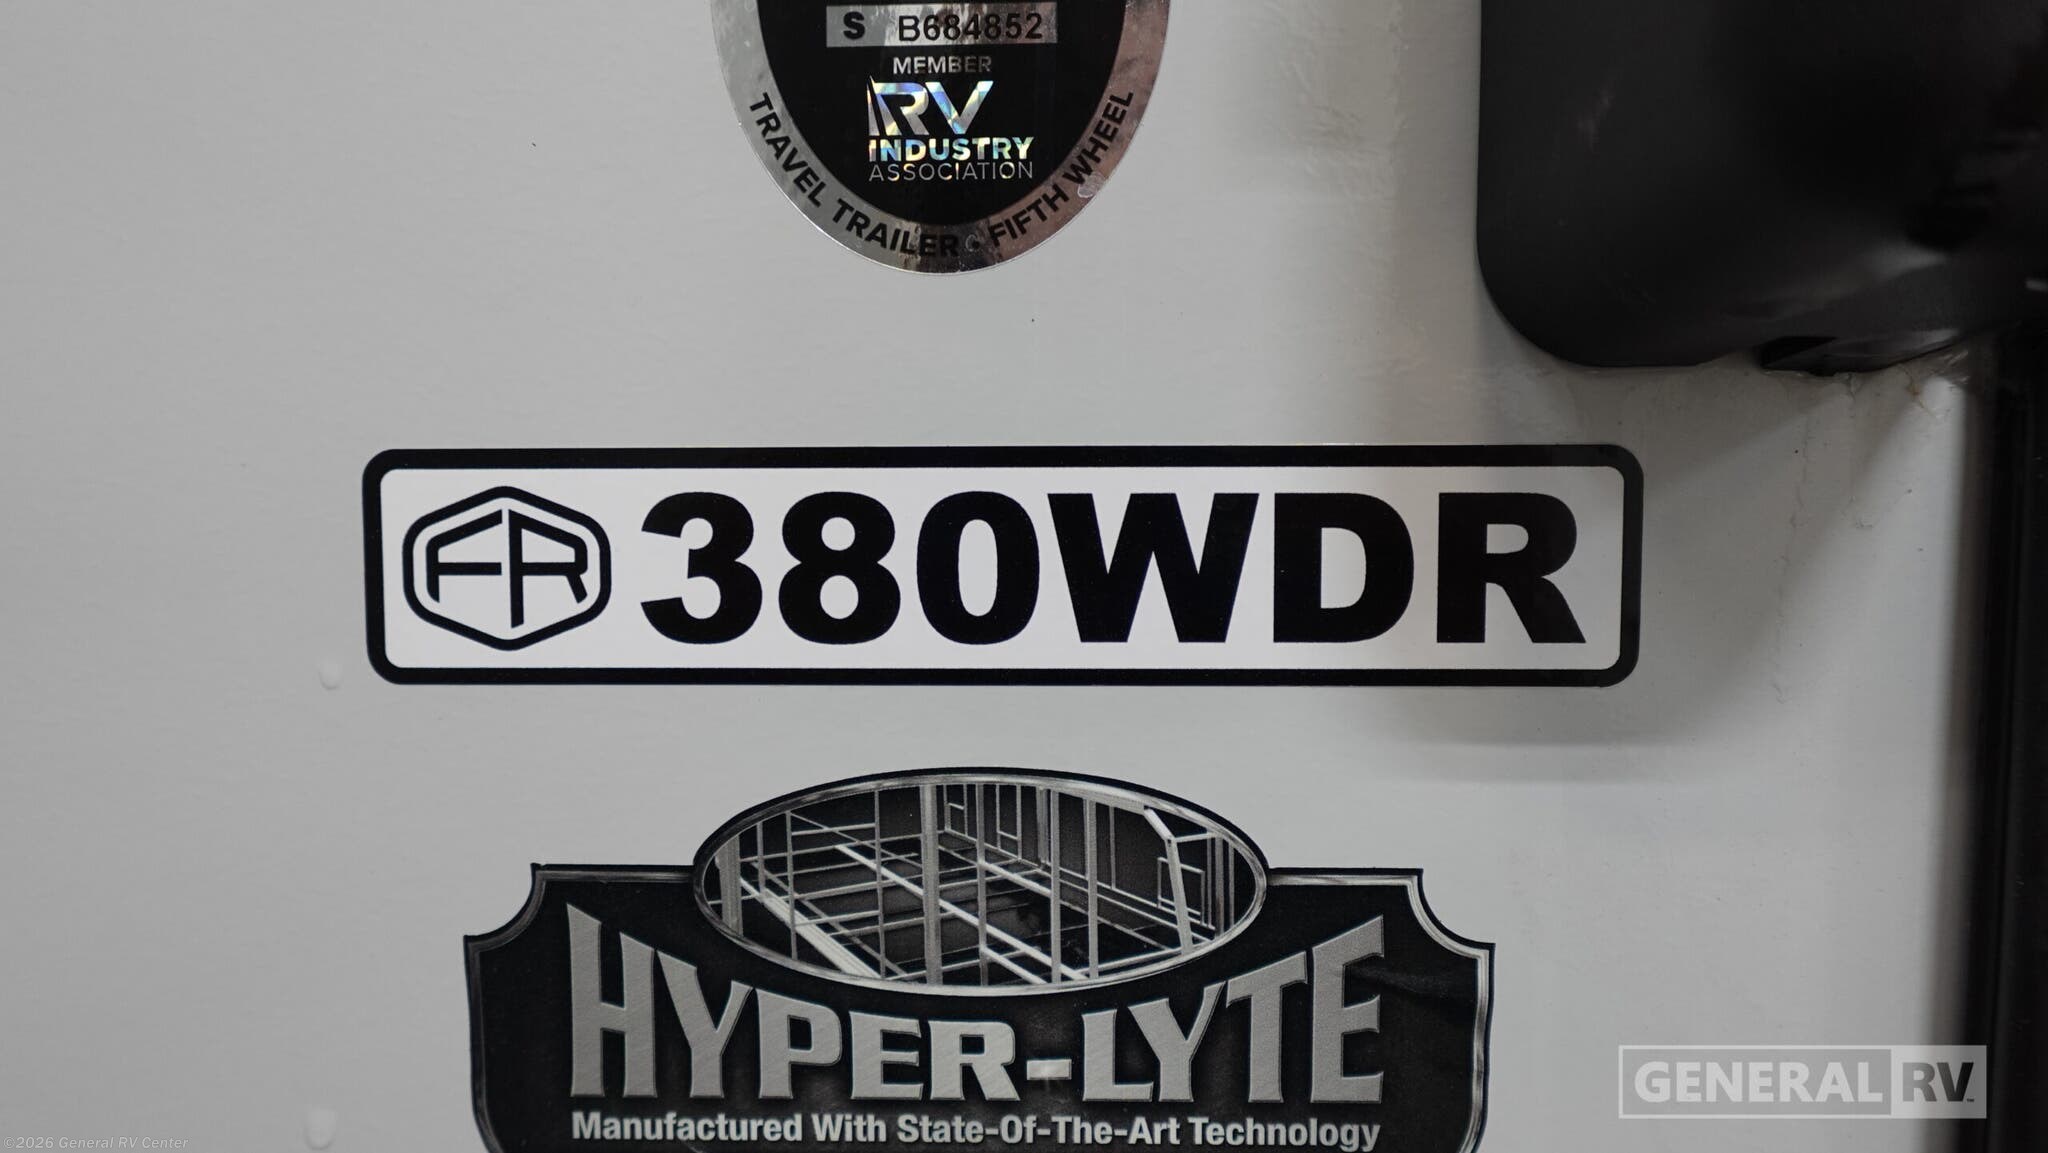 S B684852
MEMBER
RV
INDUSTRY
ASSOCIATION
TRAVEL TRAILER • FIFTH WHEEL
FR 380WDR
HYPER-LYTE
Manufactured With State-Of-The-Art Technology
GENERAL RV
©2026 General RV Center